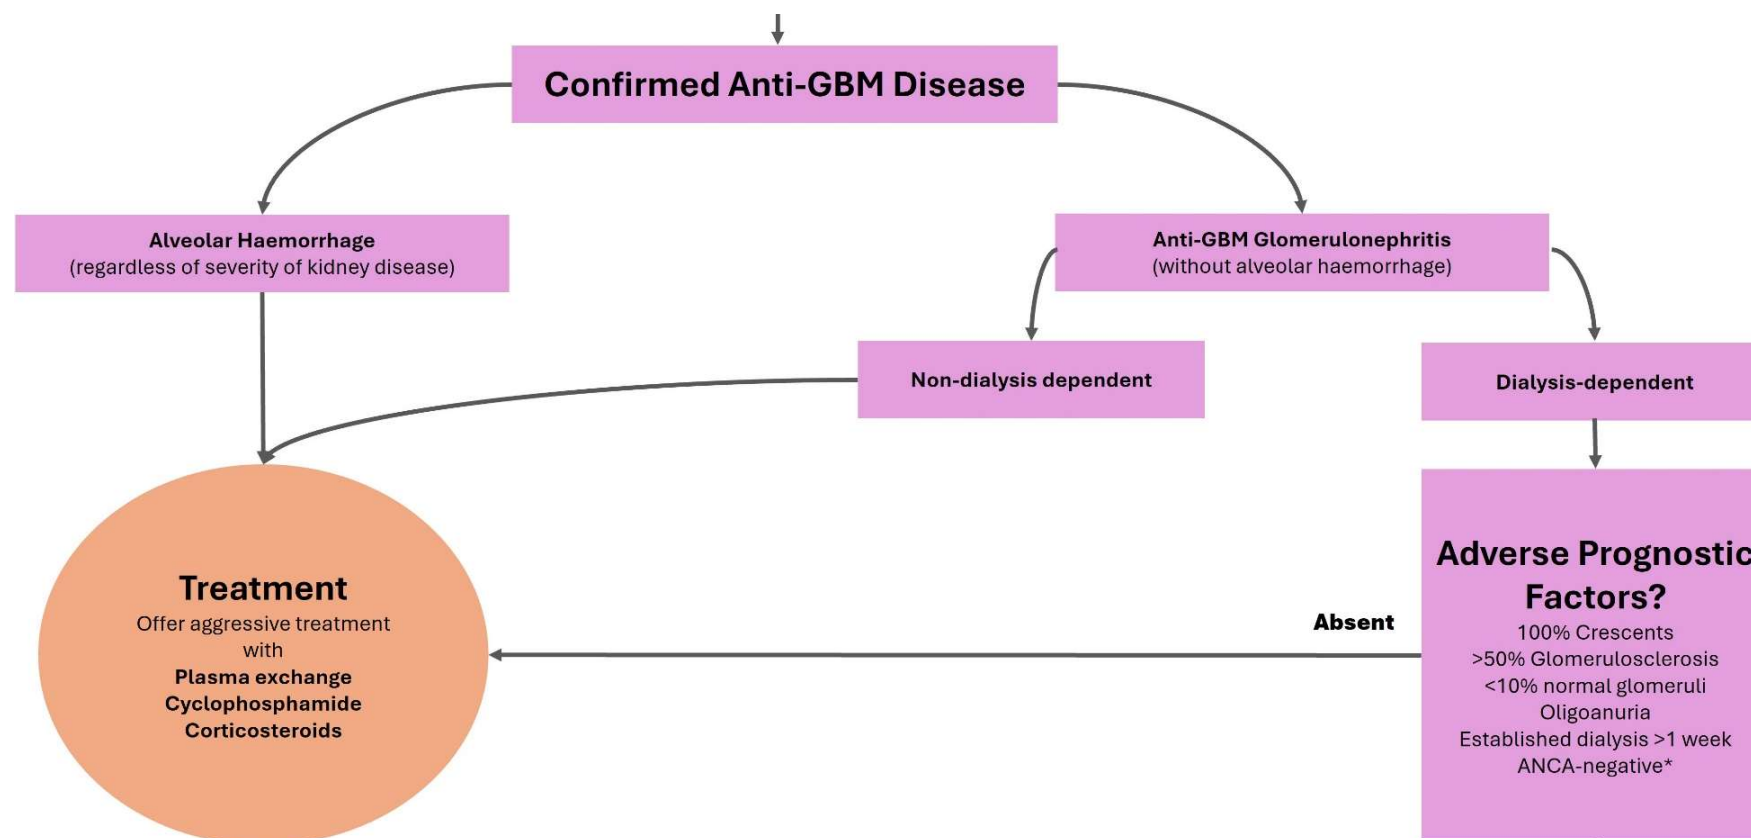 Confirmed Anti-GBM Disease
Alveolar Haemorrhage
(regardless of severity of kidney disease)
Anti-GBM Glomerulonephritis
(without alveolar haemorrhage)
Non-dialysis dependent
Dialysis-dependent
Treatment
Offer aggressive treatment
with
Plasma exchange
Cyclophosphamide
Corticosteroids
Absent
Adverse Prognostic
Factors?
100% Crescents
>50% Glomerulosclerosis
<10% normal glomeruli
Oligoanuria
Established dialysis >1 week
ANCA-negative*